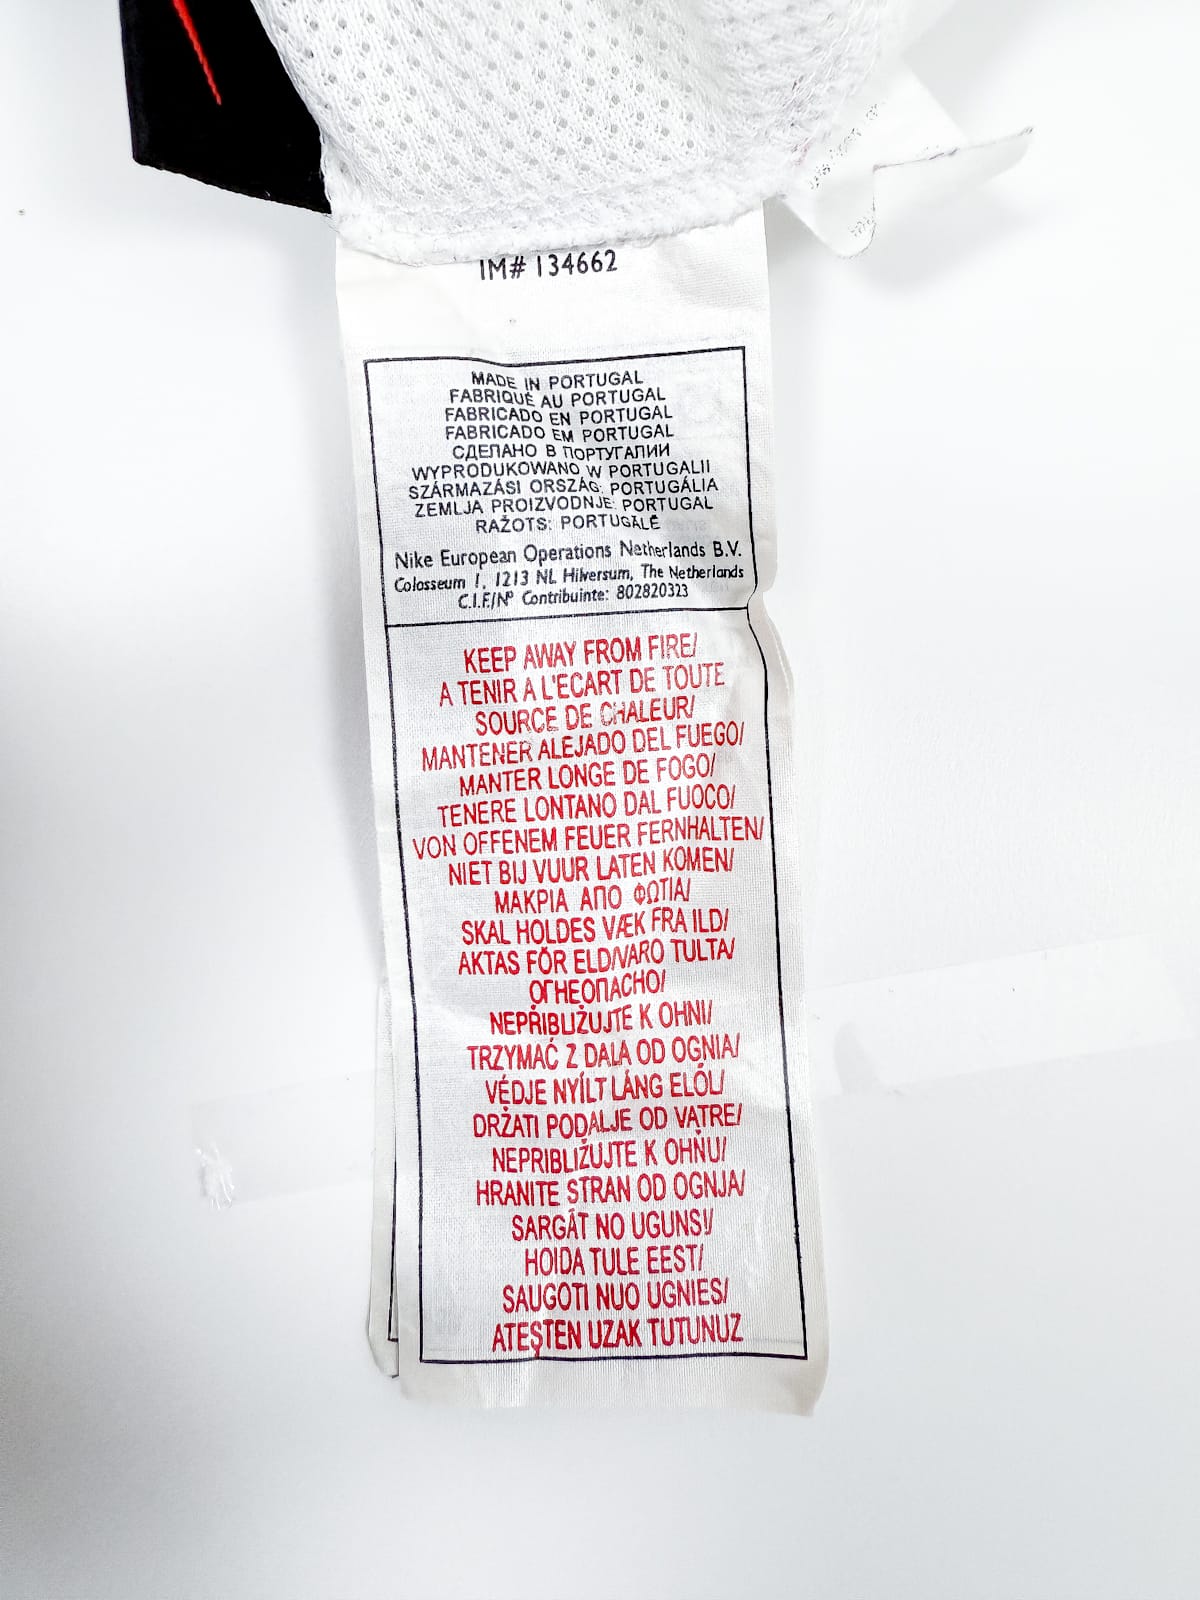 IM# 134662
MADE IN PORTUGAL
FABRIQUÉ AU PORTUGAL
FABRICADO EN PORTUGAL
FABRICADO EM PORTUGAL
СДЕЛАНО В ПОРТУГАЛИИ
WYPRODUKOWANO W PORTUGALII
SZÁRMAZÁSI ORSZÁG: PORTUGÁLIA
ZEMLJA PROIZVODNJE: PORTUGAL
RAŽOTS: PORTUGĀLĒ
Nike European Operations Netherlands B.V.
Colosseum 1, 1213 NL Hilversum, The Netherlands
C.I.F./Nº Contribuinte: 802820323
KEEP AWAY FROM FIRE/
A TENIR A L'ECART DE TOUTE
SOURCE DE CHALEUR/
MANTENER ALEJADO DEL FUEGO/
MANTER LONGE DE FOGO/
TENERE LONTANO DAL FUOCO/
VON OFFENEM FEUER FERNHALTEN/
NIET BIJ VUUR LATEN KOMEN/
ΜΑΚΡΙΑ ΑΠΟ ΦΩΤΙΑ/
SKAL HOLDES VÆK FRA ILD/
AKTAS FÖR ELD/VARO TULTA/
ОГНЕОПАСНО/
NEPŘIBLIŽUJTE K OHNI/
TRZYMAĆ Z DALA OD OGNIA/
VÉDJE NYÍLT LÁNG ELŐL/
DRŽATI PODALJE OD VATRE/
NEPRIBLIŽUJTE K OHŇU/
HRANITE STRAN OD OGNJA/
SARGĀT NO UGUNS!/
HOIDA TULE EEST/
SAUGOTI NUO UGNIES/
ATEŞTEN UZAK TUTUNUZ